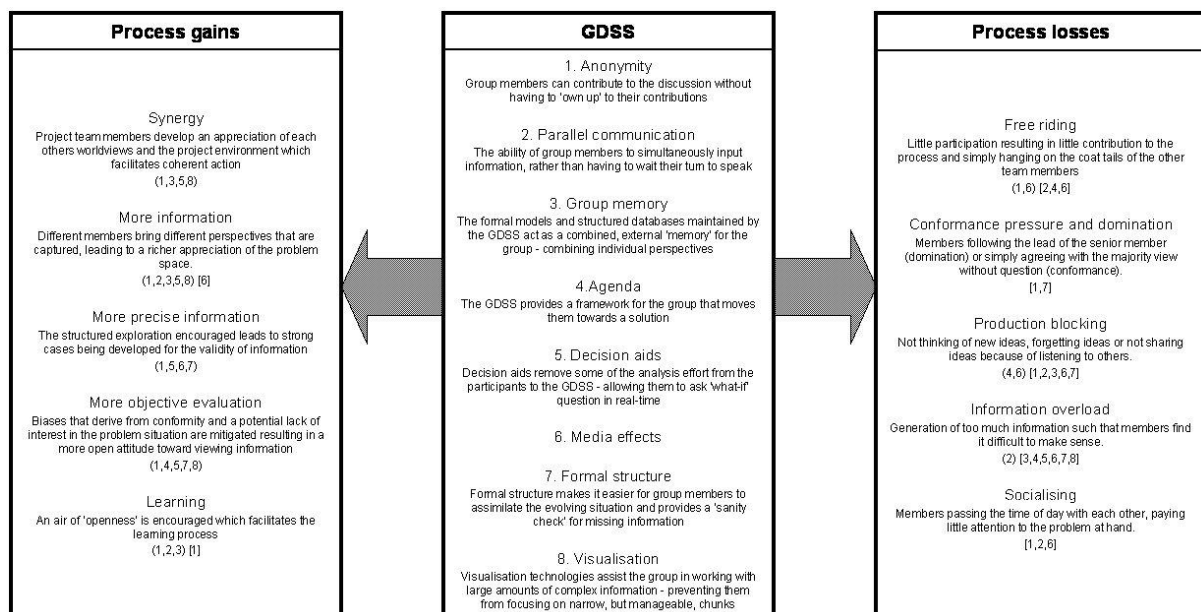 Process gains
Synergy
Project team members develop an appreciation of each
others worldviews and the project environment which
facilitates coherent action
(1,3,5,8)
More information
Different members bring different perspectives that are
captured, leading to a richer appreciation of the problem
space.
(1,2,3,5,8) [6]
More precise information
The structured exploration encouraged leads to strong
cases being developed for the validity of information
(1,5,6,7)
More objective evaluation
Biases that derive from conformity and a potential lack of
interest in the problem situation are mitigated resulting in a
more open attitude toward viewing information
(1,4,5,7,8)
Learning
An air of 'openness' is encouraged which facilitates the
learning process
(1,2,3) [1]
GDSS
1. Anonymity
Group members can contribute to the discussion without
having to 'own up' to their contributions
2. Parallel communication
The ability of group members to simultaneously input
information, rather than having to wait their turn to speak
3. Group memory
The formal models and structured databases maintained by
the GDSS act as a combined, external 'memory' for the
group - combining individual perspectives
4.Agenda
The GDSS provides a framework for the group that moves
them towards a solution
5. Decision aids
Decision aids remove some of the analysis effort from the
participants to the GDSS - allowing them to ask 'what-if'
question in real-time
6. Media effects
7. Formal structure
Formal structure makes it easier for group members to
assimilate the evolving situation and provides a 'sanity
check' for missing information
8. Visualisation
Visualisation technologies assist the group in working with
large amounts of complex information - preventing them
from focusing on narrow, but manageable, chunks
Process losses
Free riding
Little participation resulting in little contribution to the
process and simply hanging on the coat tails of the other
team members
(1,6) [2,4,6]
Conformance pressure and domination
Members following the lead of the senior member
(domination) or simply agreeing with the majority view
without question (conformance).
[1,7]
Production blocking
Not thinking of new ideas, forgetting ideas or not sharing
ideas because of listening to others.
(4,6) [1,2,3,6,7]
Information overload
Generation of too much information such that members find
it difficult to make sense.
(2) [3,4,5,6,7,8]
Socialising
Members passing the time of day with each other, paying
little attention to the problem at hand.
[1,2,6]